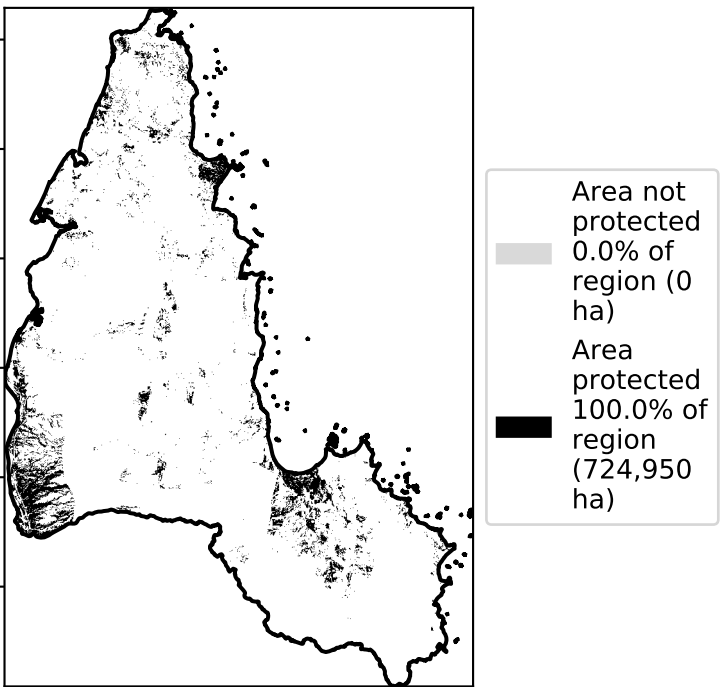 Area not
protected
0.0% of
region (0
ha)
Area
protected
100.0% of
region
(724,950
ha)